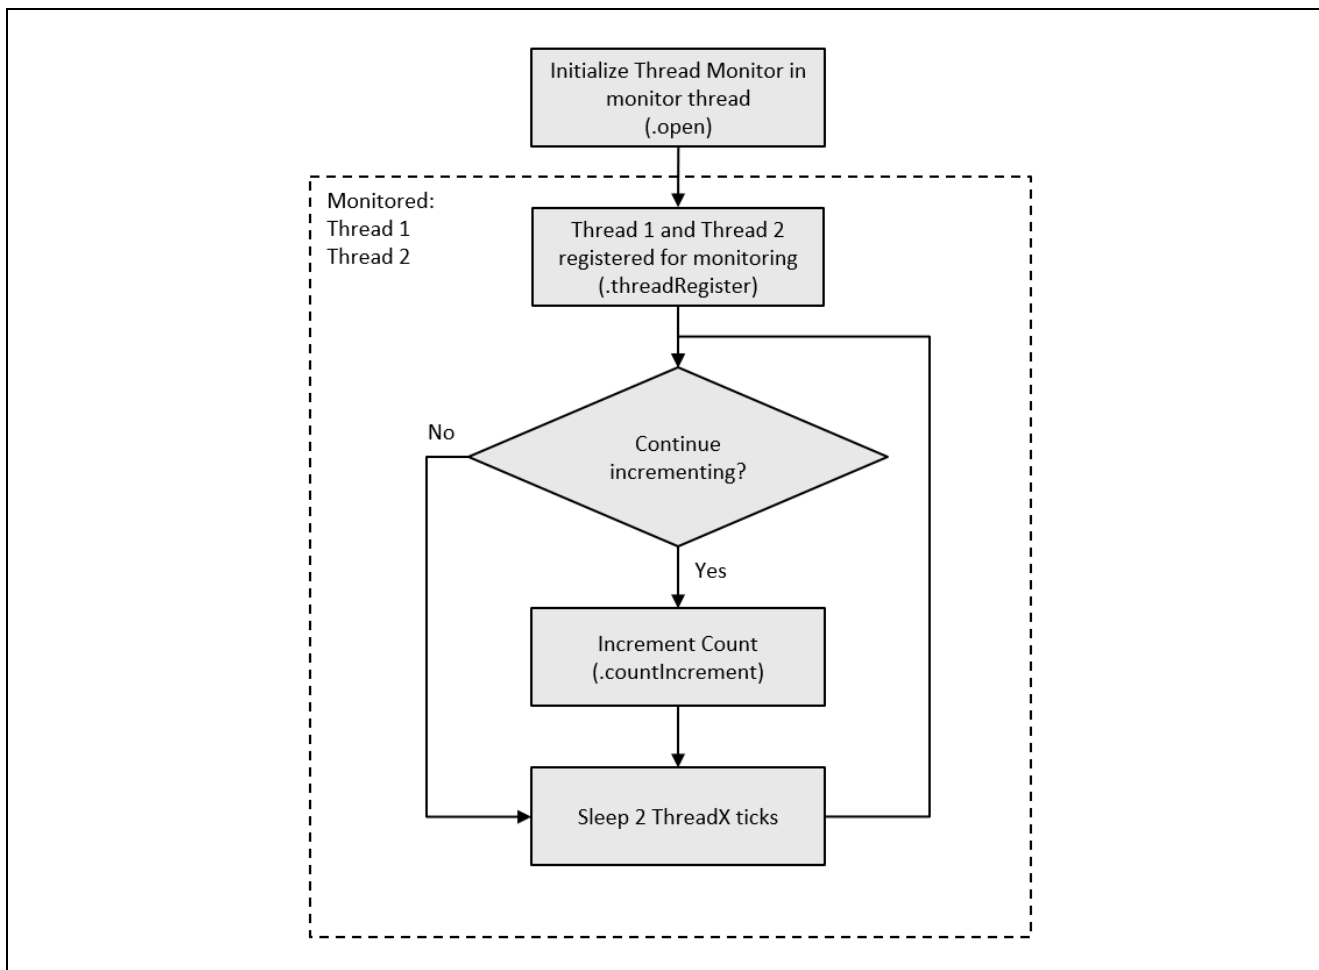 Initialize Thread Monitor in
monitor thread
(.open)
Monitored:
Thread 1
Thread 2
Thread 1 and Thread 2
registered for monitoring
(.threadRegister)
No
Continue
incrementing?
Yes
Increment Count
(.countIncrement)
Sleep 2 ThreadX ticks